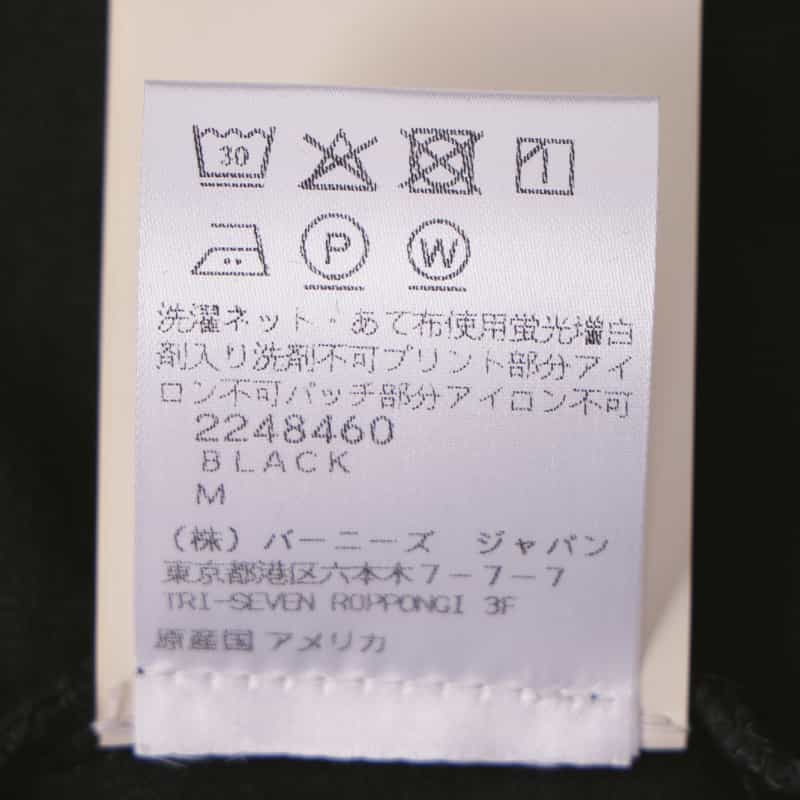 30
P W
洗濯ネット・あて布使用蛍光増白
剤入り洗剤不可プリント部分アイ
ロン不可パッチ部分アイロン不可
2248460
BLACK
M
(株) バーニーズ ジャパン
東京都港区六本木7-7-7
TRI-SEVEN ROPPONGI 3F
原産国 アメリカ